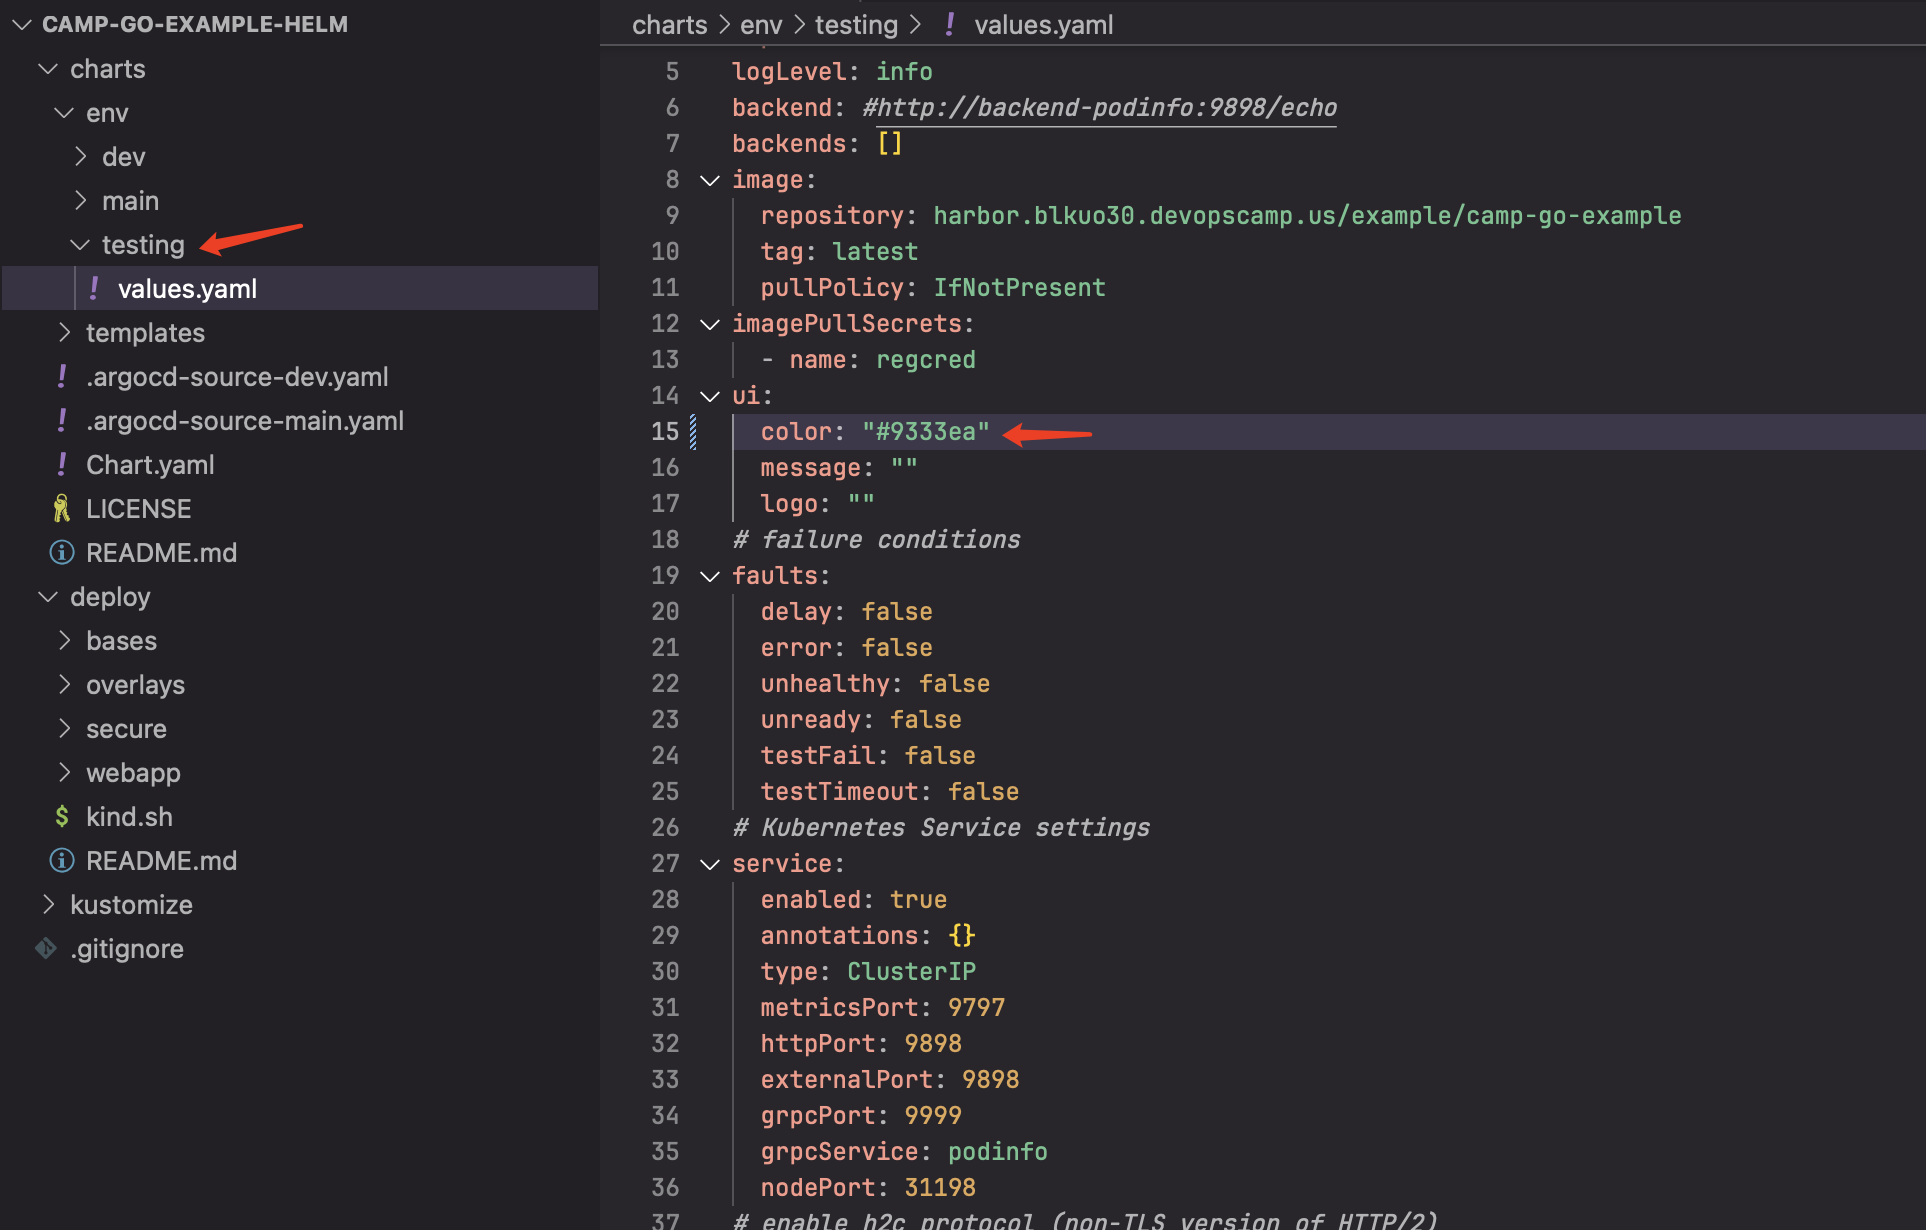 CAMP-GO-EXAMPLE-HELM
charts
env
dev
main
testing
! values.yaml
templates
! .argocd-source-dev.yaml
! .argocd-source-main.yaml
! Chart.yaml
LICENSE
README.md
deploy
bases
overlays
secure
webapp
$ kind.sh
README.md
kustomize
.gitignore
charts > env > testing > ! values.yaml
5 logLevel: info
6 backend: #http://backend-podinfo:9898/echo
7 backends: []
8 image:
9 repository: harbor.blkuo30.devopscamp.us/example/camp-go-example
10 tag: latest
11 pullPolicy: IfNotPresent
12 imagePullSecrets:
13 - name: regcred
14 ui:
15 color: "#9333ea"
16 message: ""
17 logo: ""
18 # failure conditions
19 faults:
20 delay: false
21 error: false
22 unhealthy: false
23 unready: false
24 testFail: false
25 testTimeout: false
26 # Kubernetes Service settings
27 service:
28 enabled: true
29 annotations: {}
30 type: ClusterIP
31 metricsPort: 9797
32 httpPort: 9898
33 externalPort: 9898
34 grpcPort: 9999
35 grpcService: podinfo
36 nodePort: 31198
37 # enable h2c protocol (non-TLS version of HTTP/2)